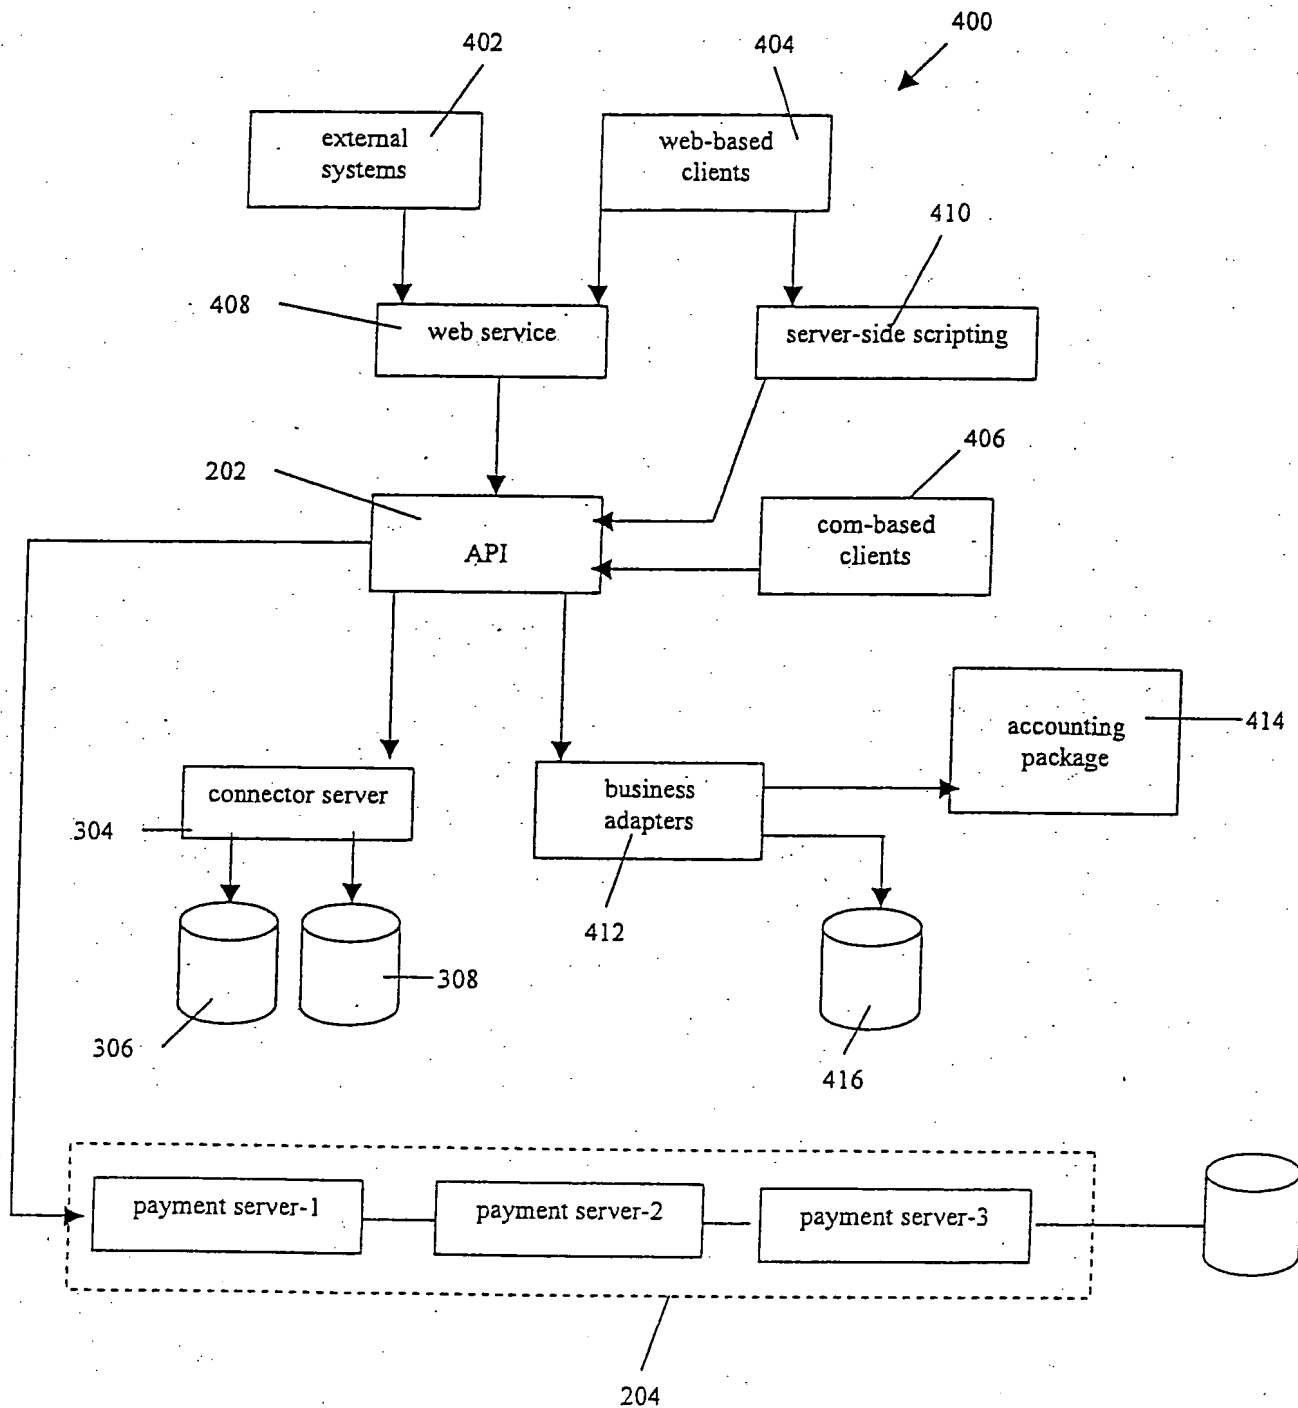 400
402
404
external
systems
web-based
clients
410
408
web service
server-side scripting
406
202
API
com-based
clients
accounting
package
414
connector server
business
adapters
304
412
308
306
416
payment server-1
payment server-2
payment server-3
204